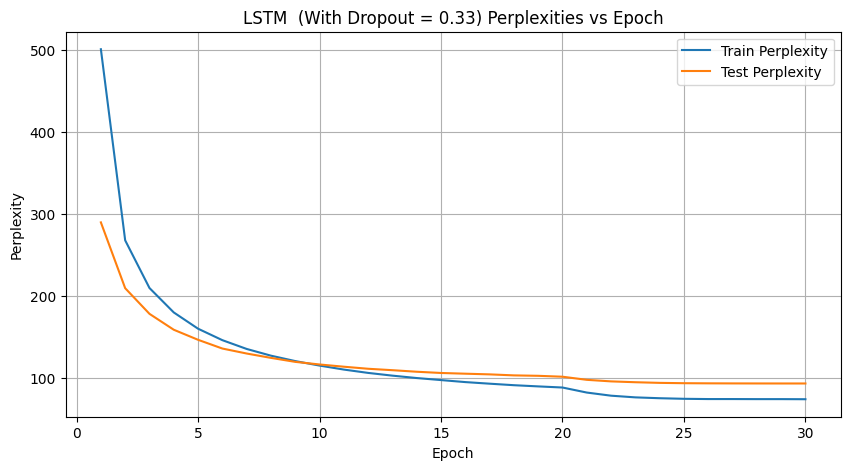 LSTM  (With Dropout = 0.33) Perplexities vs Epoch
Train Perplexity
Test Perplexity
500
400
300
200
100
Perplexity
0 5 10 15 20 25 30
Epoch